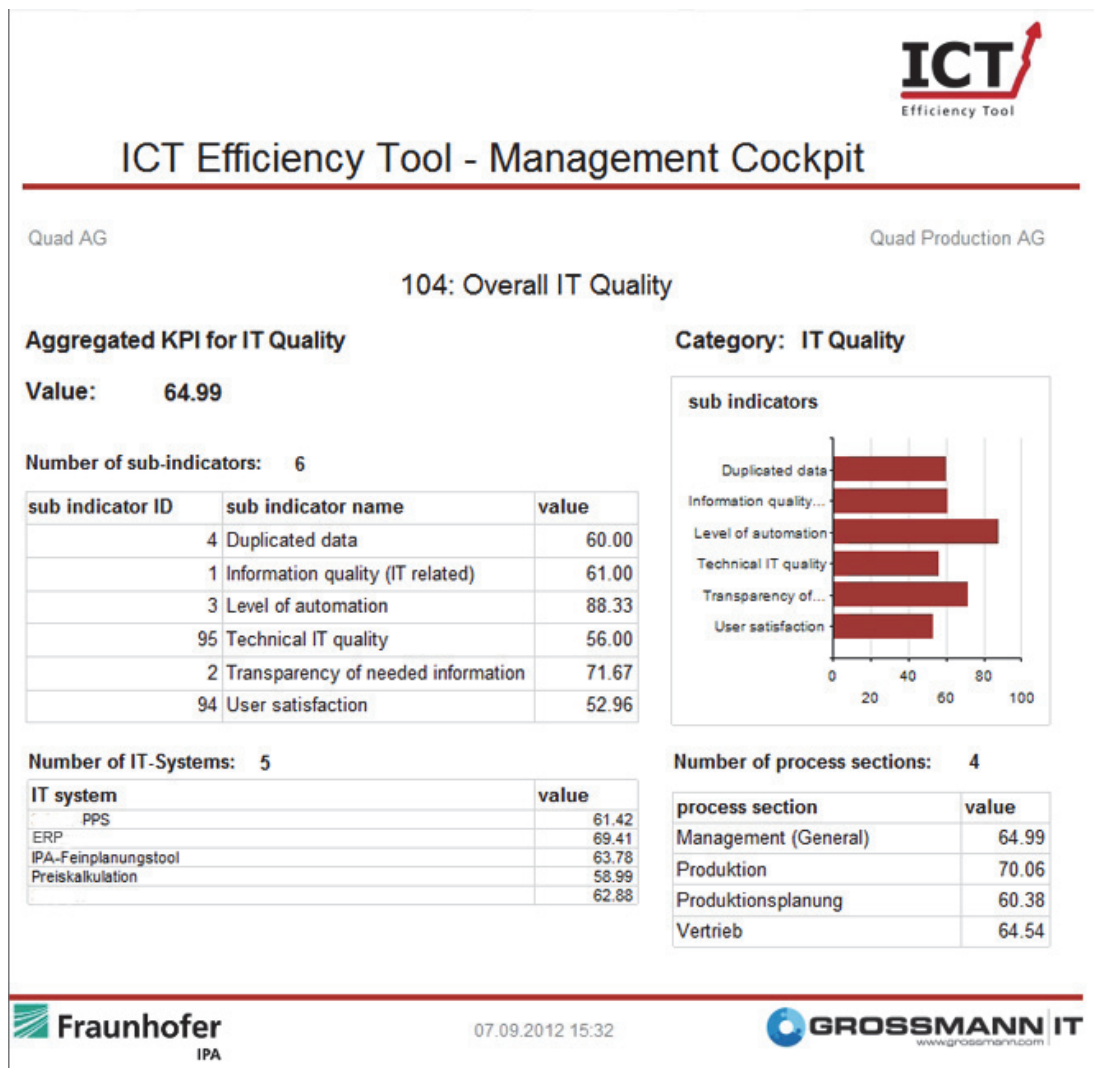 ICT
Efficiency Tool
ICT Efficiency Tool - Management Cockpit
Quad AG
Quad Production AG
104: Overall IT Quality
Aggregated KPI for IT Quality
Value: 64.99
Number of sub-indicators: 6
sub indicator ID sub indicator name value
4 Duplicated data 60.00
1 Information quality (IT related) 61.00
3 Level of automation 88.33
95 Technical IT quality 56.00
2 Transparency of needed information 71.67
94 User satisfaction 52.96
Category: IT Quality
sub indicators
Duplicated data
Information quality...
Level of automation
Technical IT quality
Transparency of...
User satisfaction
0 40 80
20 60 100
Number of IT-Systems: 5
IT system value
PPS 61.42
ERP 69.41
IPA-Feinplanungstool 63.78
Preiskalkulation 58.99
62.88
Number of process sections: 4
process section value
Management (General) 64.99
Produktion 70.06
Produktionsplanung 60.38
Vertrieb 64.54
Fraunhofer
IPA
07.09.2012 15:32
GROSSMANN IT
www.grossmann.com